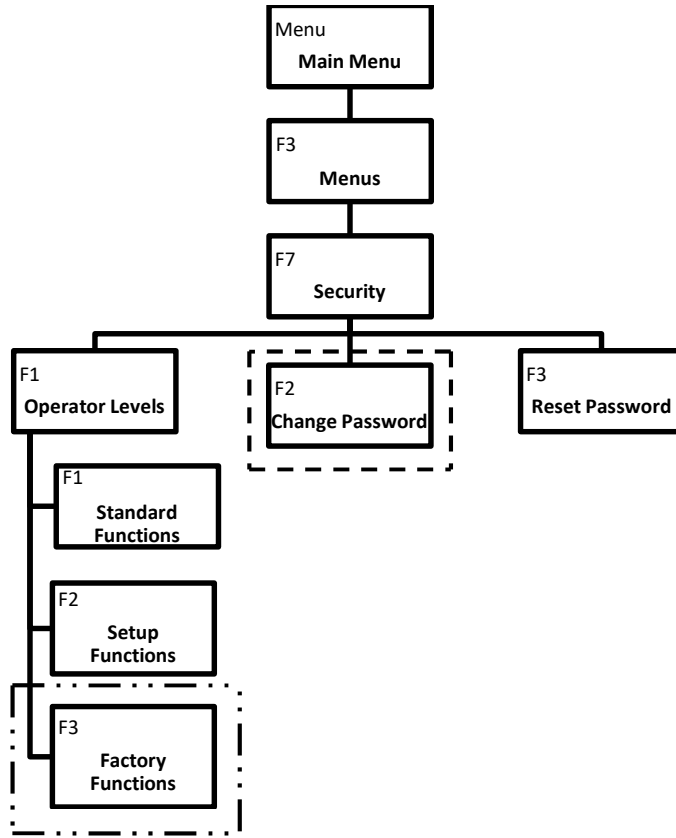 Menu
Main Menu
F3
Menus
F7
Security
F1
Operator Levels
F2
Change Password
F3
Reset Password
F1
Standard
Functions
F2
Setup
Functions
F3
Factory
Functions